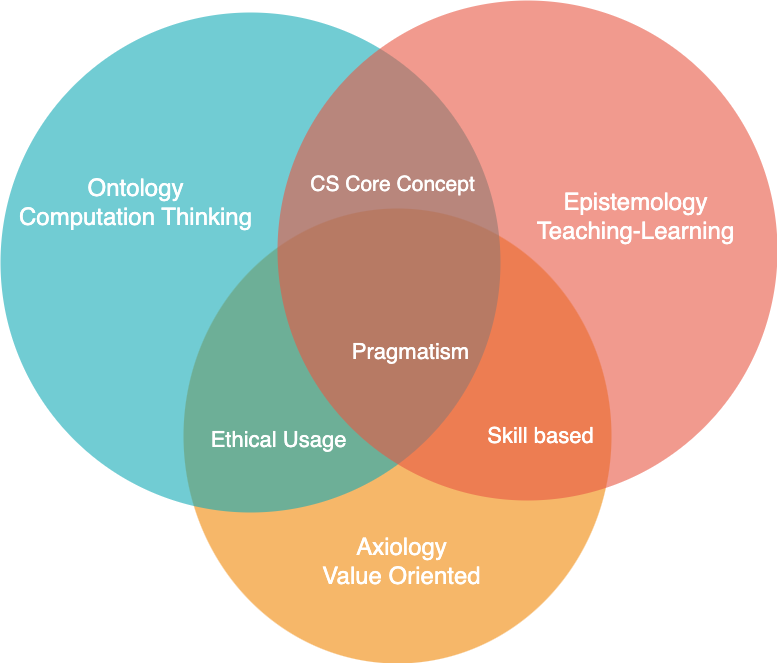 Ontology
Computation Thinking
CS Core Concept
Epistemology
Teaching-Learning
Pragmatism
Ethical Usage
Skill based
Axiology
Value Oriented